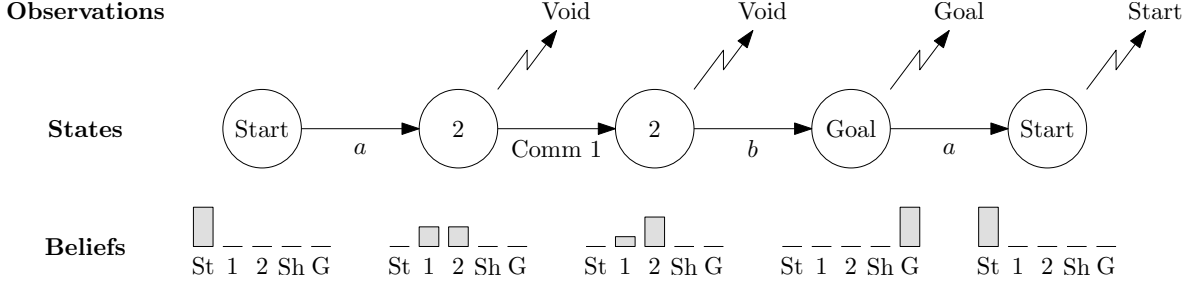 Observations Void Void Goal Start
States Start 2 2 Goal Start
a Comm 1 b a
Beliefs
St 1 2 Sh G St 1 2 Sh G St 1 2 Sh G St 1 2 Sh G St 1 2 Sh G